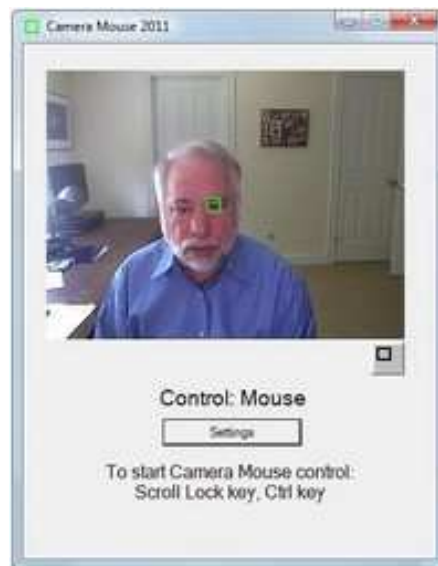 Camera Mouse 2011
Control: Mouse
Settings
To start Camera Mouse control:
Scroll Lock key, Ctrl key